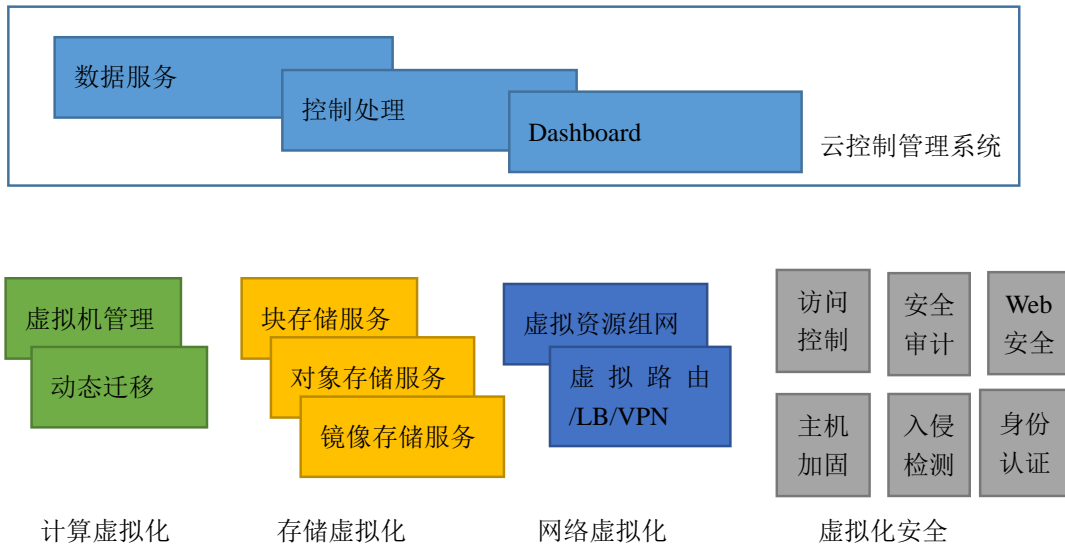 数据服务
控制处理
Dashboard
云控制管理系统
虚拟机管理
动态迁移
块存储服务
对象存储服务
镜像存储服务
虚拟资源组网
虚拟路由
/LB/VPN
访问
控制
安全
审计
Web
安全
主机
加固
入侵
检测
身份
认证
计算虚拟化
存储虚拟化
网络虚拟化
虚拟化安全